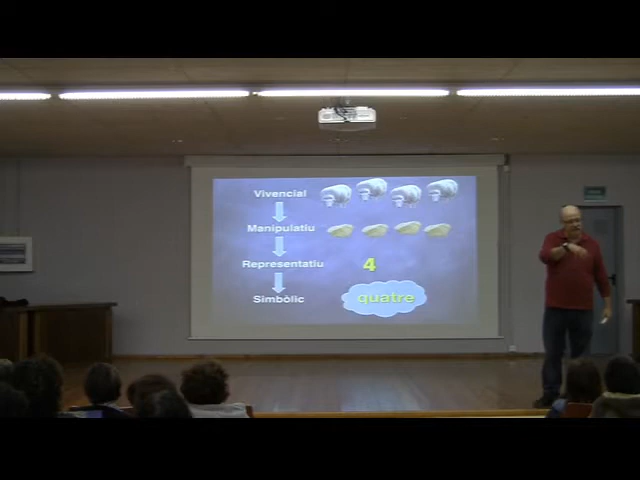 Vivencial
Manipulatiu
Representatiu
4
Simbòlic
quatre